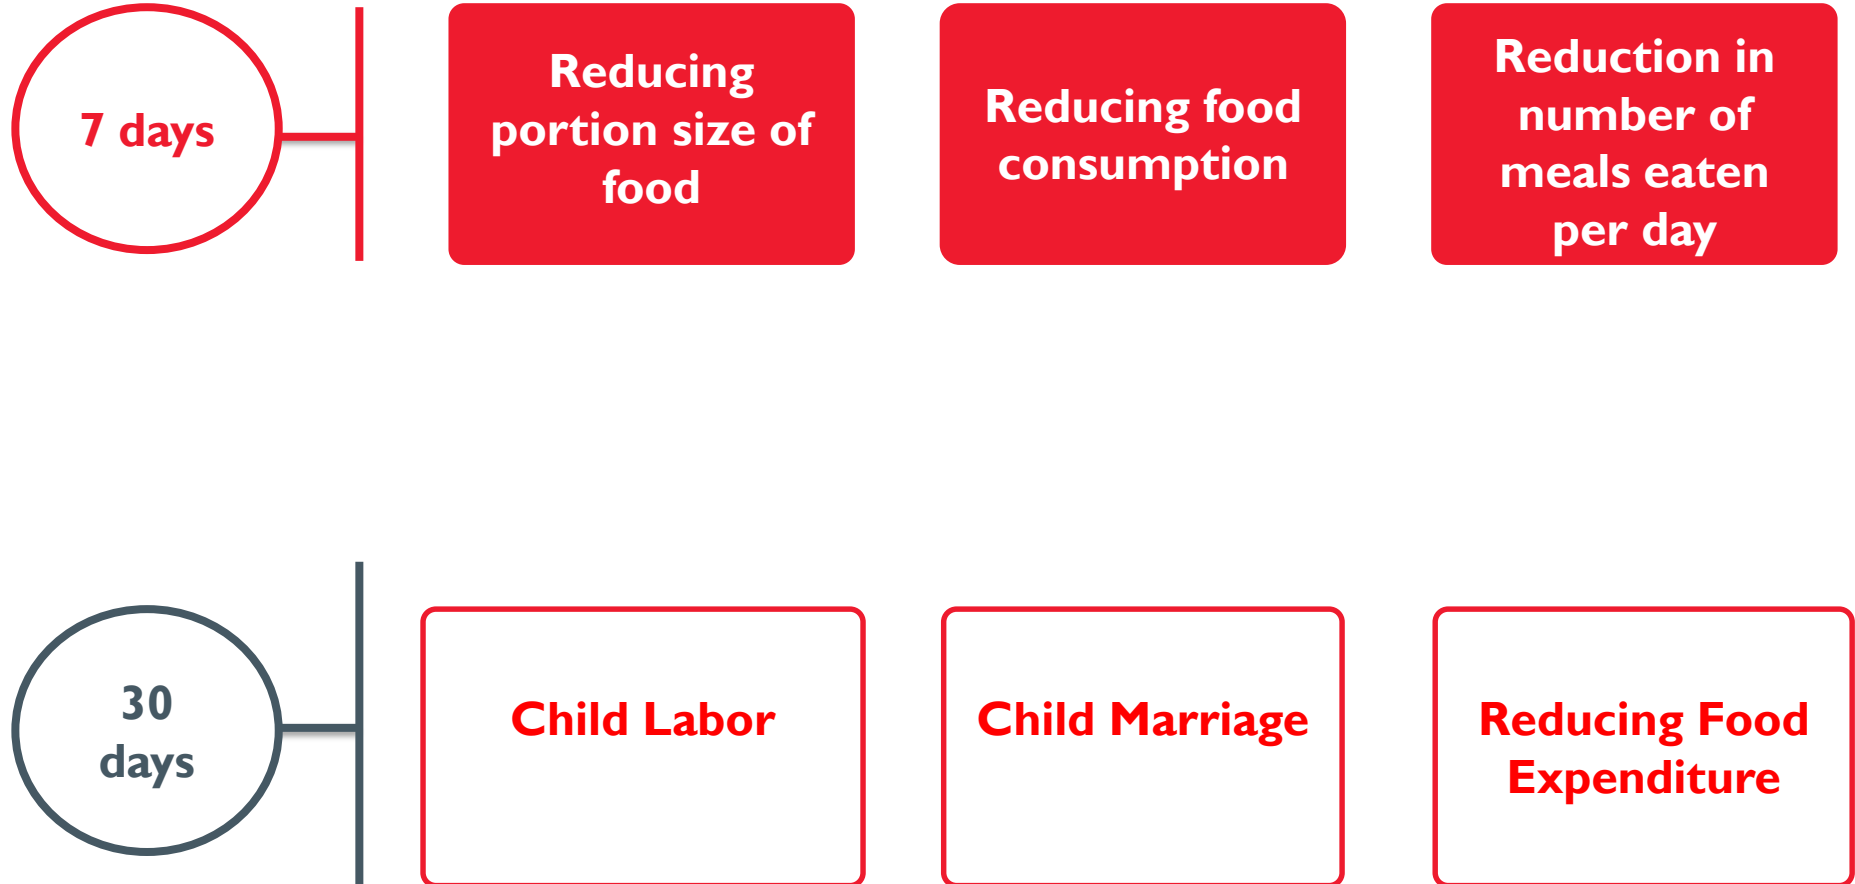 7 days
Reducing
portion size of
food
Reducing food
consumption
Reduction in
number of
meals eaten
per day
30
days
Child Labor
Child Marriage
Reducing Food
Expenditure